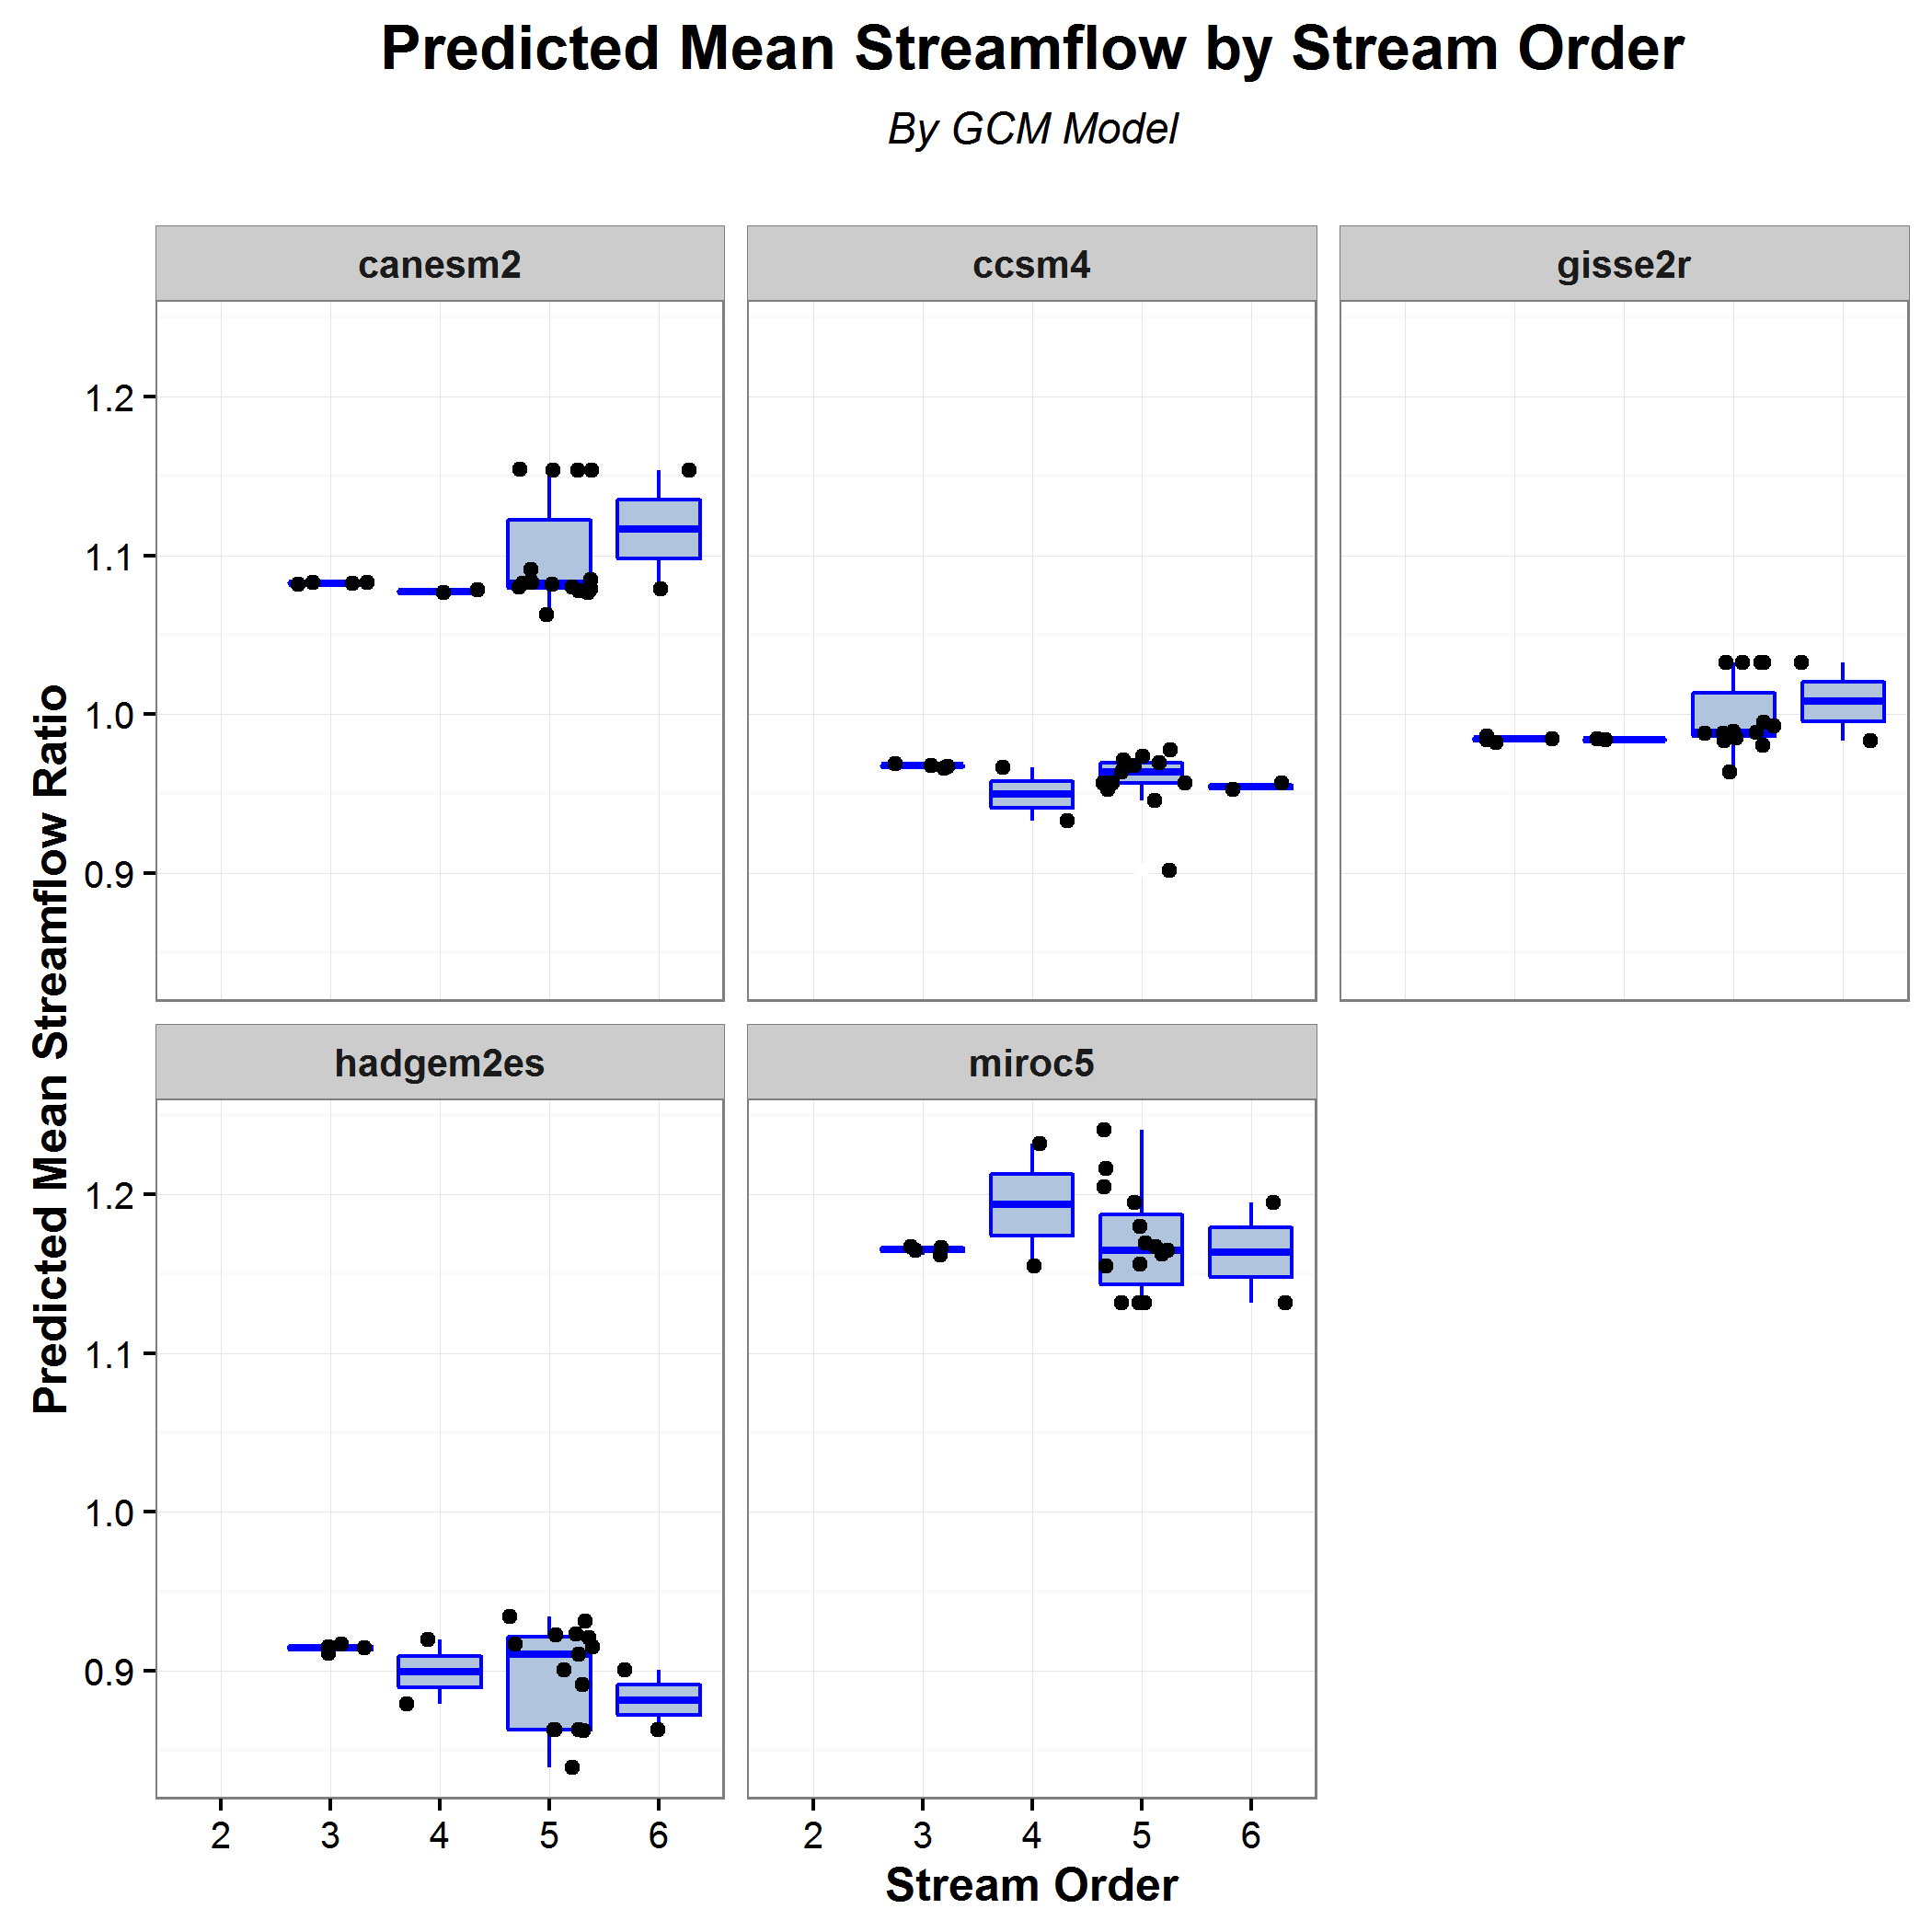 Predicted Mean Streamflow by Stream Order
By GCM Model
canesm2
ccsm4
gisse2r
1.2
1.1
1.0
0.9
Predicted Mean Streamflow Ratio
hadgem2es
miroc5
1.2
1.1
1.0
0.9
2 3 4 5 6
2 3 4 5 6
Stream Order